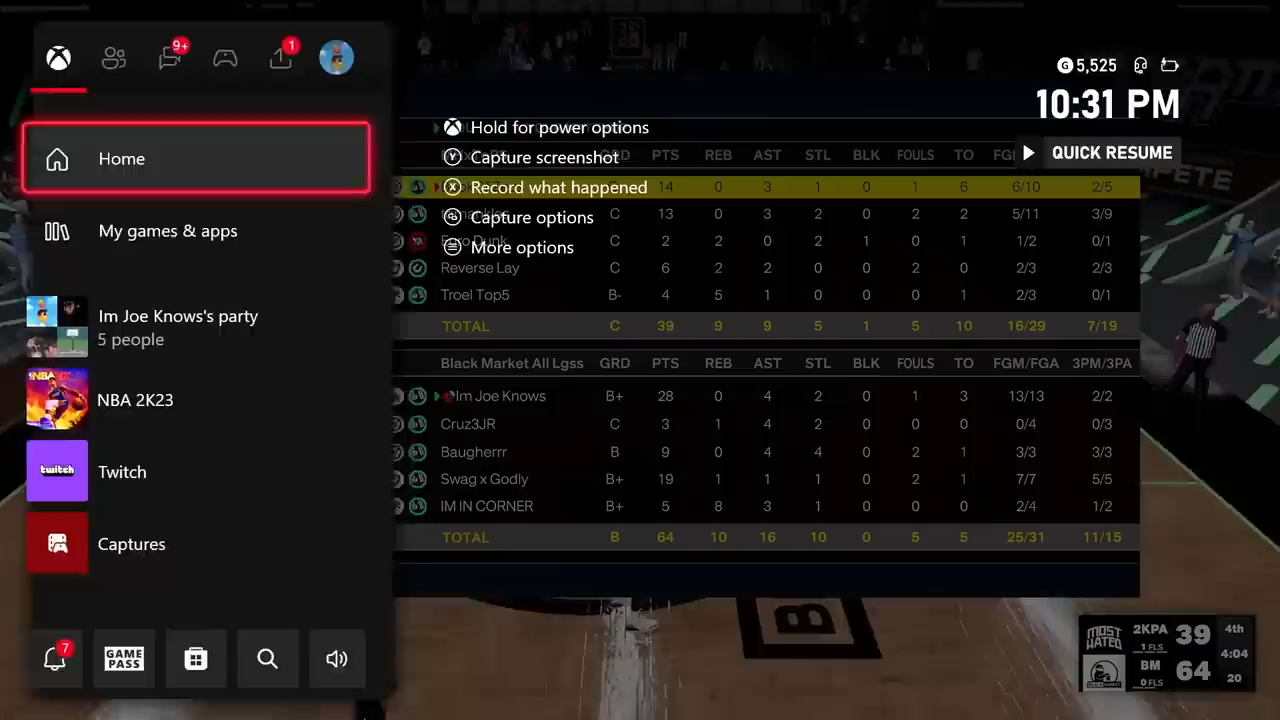 9+
1
5,525
10:31 PM
QUICK RESUME
Home
My games & apps
Im Joe Knows's party
5 people
NBA 2K23
twitch
Twitch
Captures
7
GAME PASS
Hold for power options
Capture screenshot
Record what happened
Capture options
More options
GRD PTS REB AST STL BLK FOULS TO
14 0 3 1 0 1 6 6/10 2/5
C 13 0 3 2 0 2 2 5/11 3/9
Euro Dunk C 2 2 0 2 1 0 1 1/2 0/1
Reverse Lay C 6 2 2 0 0 2 0 2/3 2/3
Troel Top5 B- 4 5 1 0 0 0 1 2/3 0/1
TOTAL C 39 9 9 5 1 5 10 16/29 7/19
Black Market All Lgss GRD PTS REB AST STL BLK FOULS TO FGM/FGA 3PM/3PA
Im Joe Knows B+ 28 0 4 2 0 1 3 13/13 2/2
Cruz3JR C 3 1 4 2 0 0 0 0/4 0/3
Baugherrr B 9 0 4 4 0 2 1 3/3 3/3
Swag x Godly B+ 19 1 1 1 0 2 1 7/7 5/5
IM IN CORNER B+ 5 8 3 1 0 0 0 2/4 1/2
TOTAL B 64 10 16 10 0 5 5 25/31 11/15
MOST HATED 2KPA 39 4th
1 FLS
4:04
BM 64
0 FLS 20